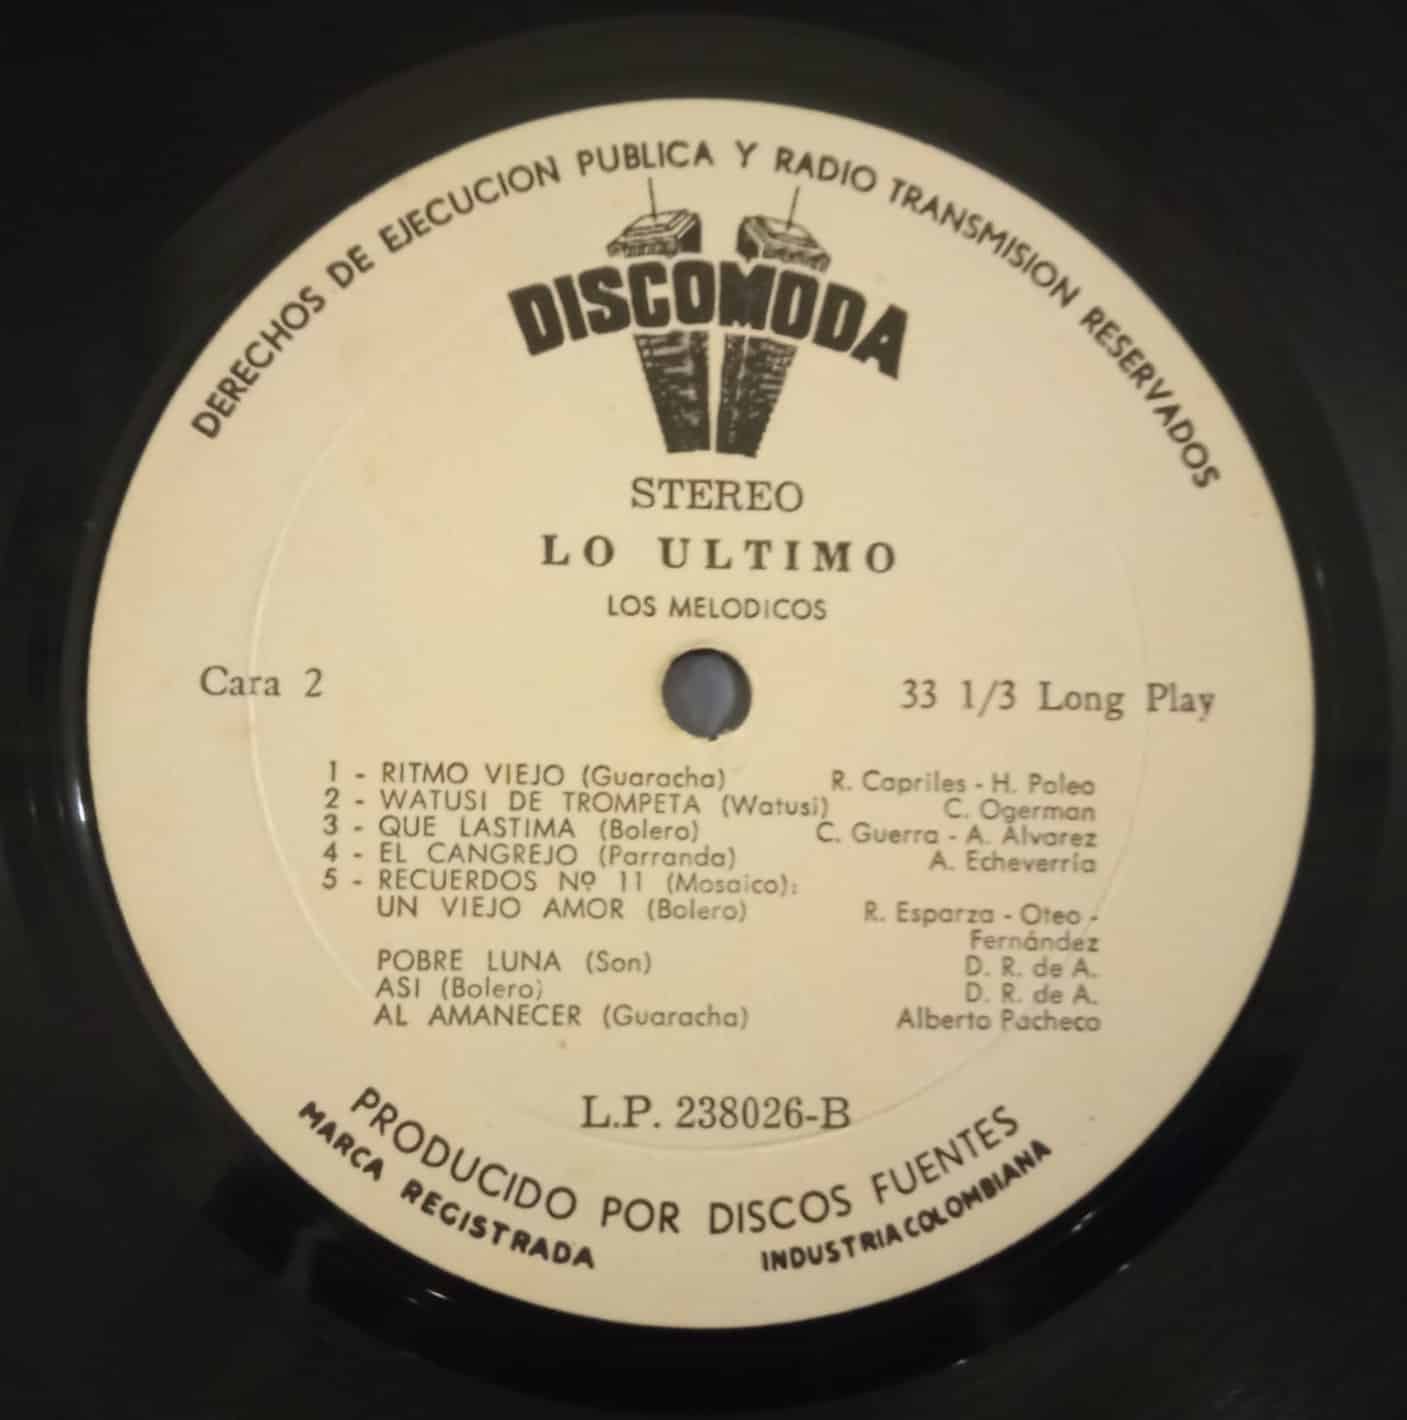 DERECHOS DE EJECUCION PUBLICA Y RADIO TRANSMISION RESERVADOS
DISCOMODA
STEREO
LO ULTIMO
LOS MELODICOS
Cara 2
33 1/3 Long Play
1 - RITMO VIEJO (Guaracha) R. Capriles - H. Paleo
2 - WATUSI DE TROMPETA (Watusi) C. Ogerman
3 - QUE LASTIMA (Bolero) C. Guerra - A. Alvarez
4 - EL CANGREJO (Parranda) A. Echeverría
5 - RECUERDOS Nº 11 (Mosaico):
UN VIEJO AMOR (Bolero) R. Esparza - Oteo -
Fernández
POBRE LUNA (Son) D. R. de A.
ASI (Bolero) D. R. de A.
AL AMANECER (Guaracha) Alberto Pacheco
L.P. 238026-B
PRODUCIDO POR DISCOS FUENTES
MARCA REGISTRADA INDUSTRIA COLOMBIANA